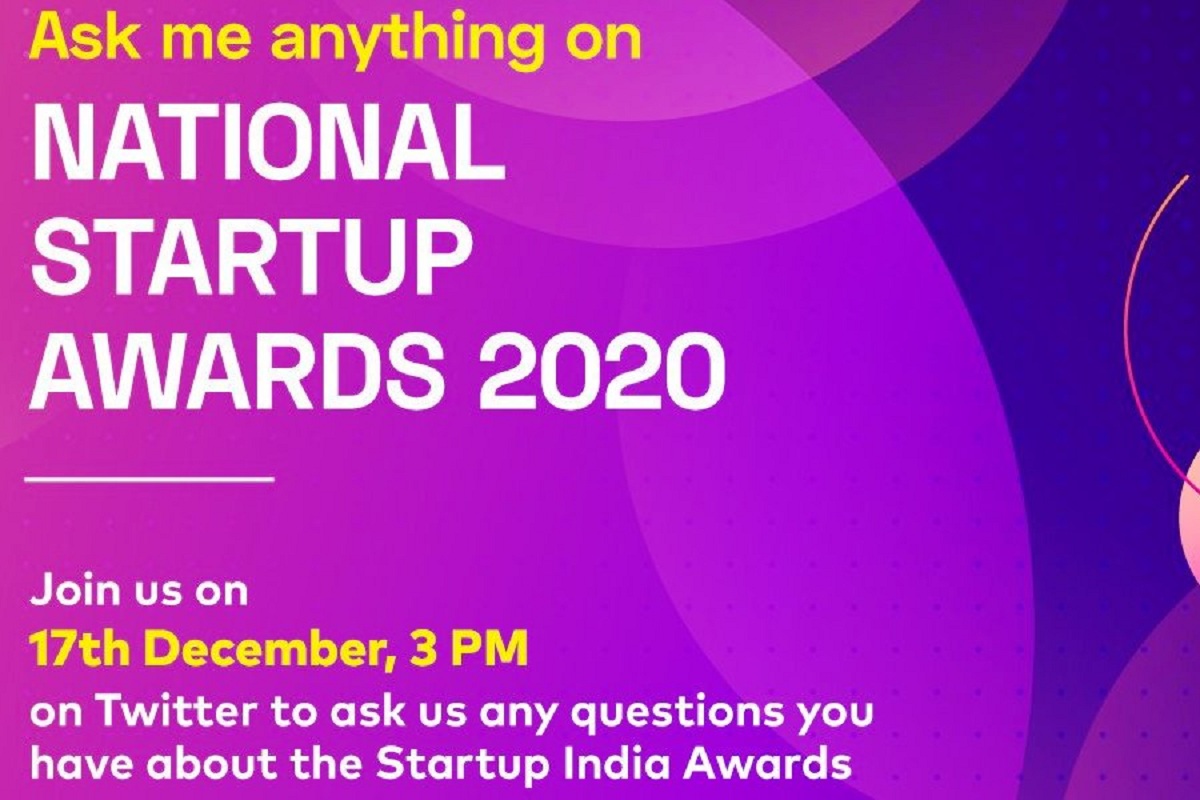 Ask me anything on
NATIONAL
STARTUP
AWARDS 2020
Join us on
17th December, 3 PM
on Twitter to ask us any questions you
have about the Startup India Awards